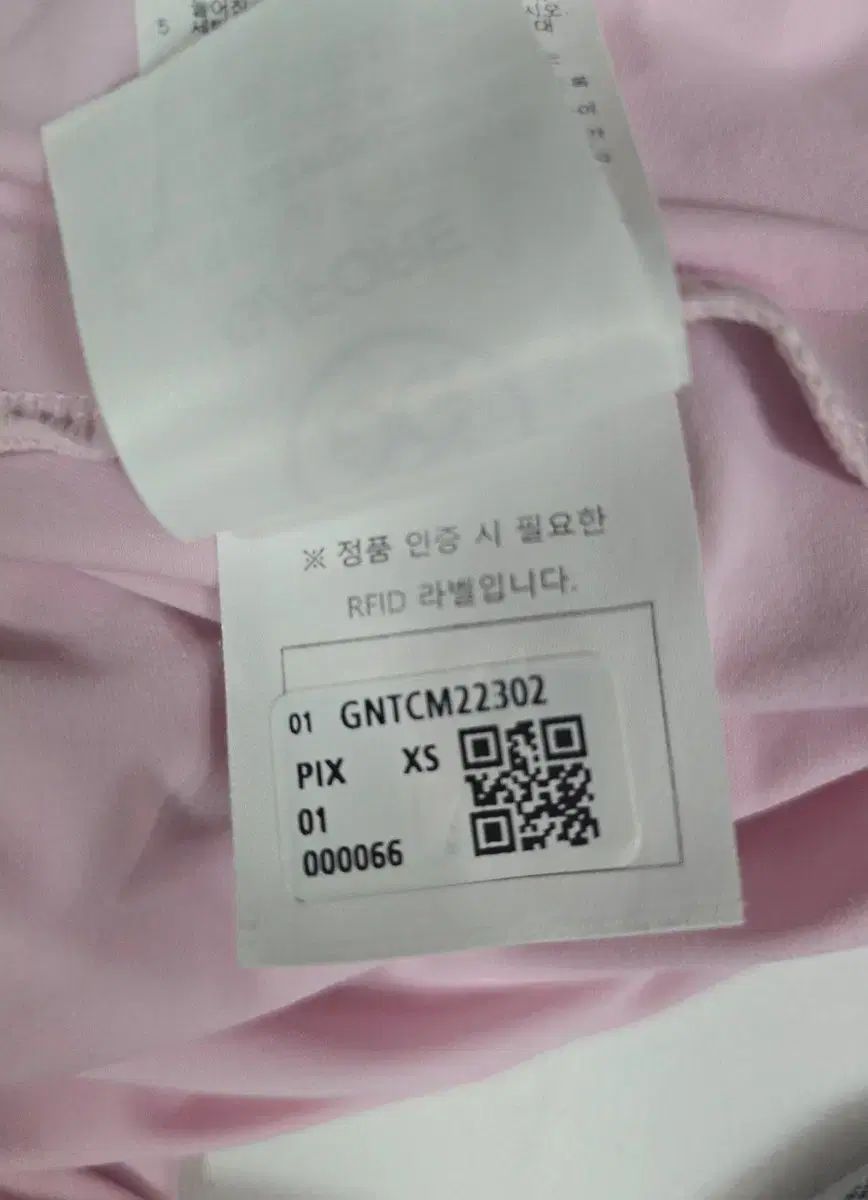 5
※ 정품 인증 시 필요한
RFID 라벨입니다.
01 GNTCM22302
PIX XS
01
000066